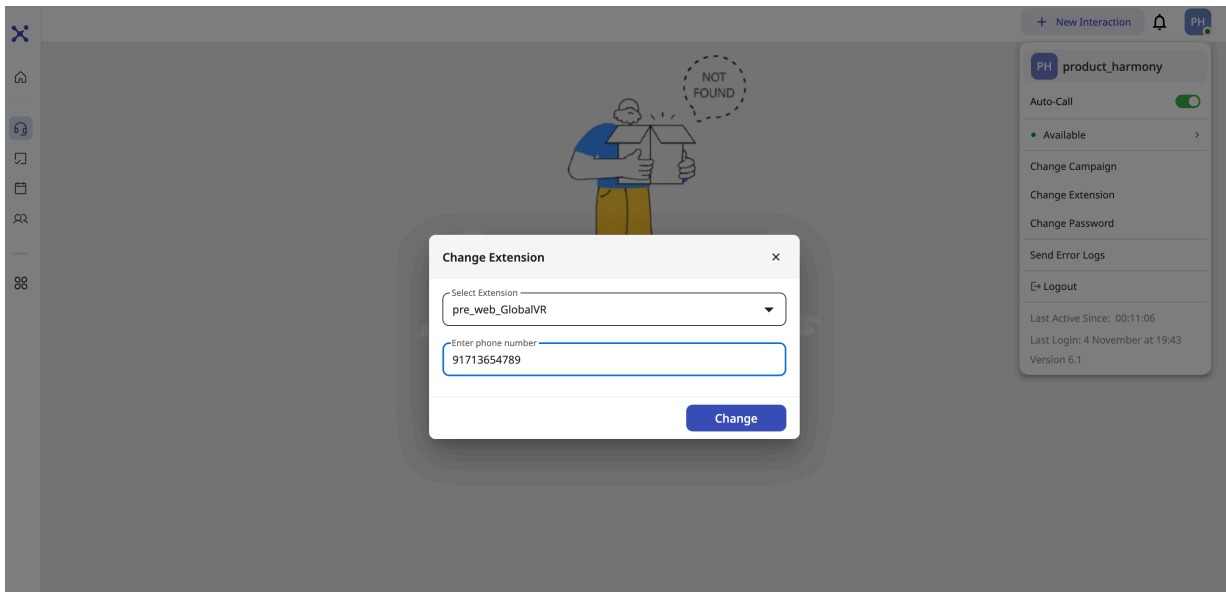 + New Interaction
PH
NOT
FOUND
PH product_harmony
Auto-Call
Available
Change Campaign
Change Extension
Change Password
Send Error Logs
Logout
Last Active Since: 00:11:06
Last Login: 4 November at 19:43
Version 6.1
Change Extension
Select Extension
pre_web_GlobalVR
Enter phone number
91713654789
Change